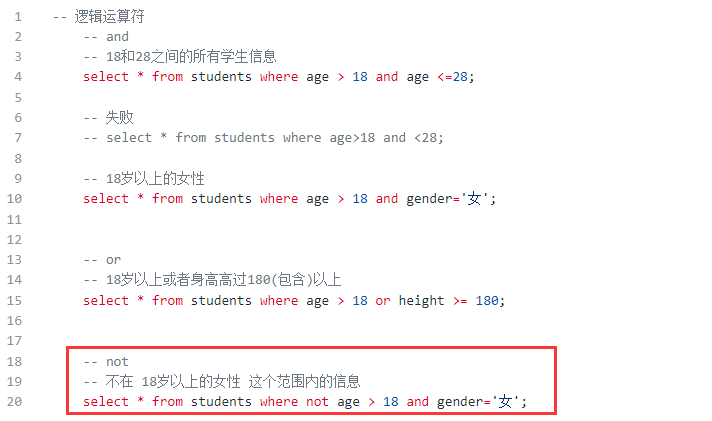 1 -- 逻辑运算符
2 -- and
3 -- 18和28之间的所有学生信息
4 select * from students where age > 18 and age <=28;
5
6 -- 失败
7 -- select * from students where age>18 and <28;
8
9 -- 18岁以上的女性
10 select * from students where age > 18 and gender='女';
11
12
13 -- or
14 -- 18岁以上或者身高高过180(包含)以上
15 select * from students where age > 18 or height >= 180;
16
17
18 -- not
19 -- 不在 18岁以上的女性 这个范围内的信息
20 select * from students where not age > 18 and gender='女';